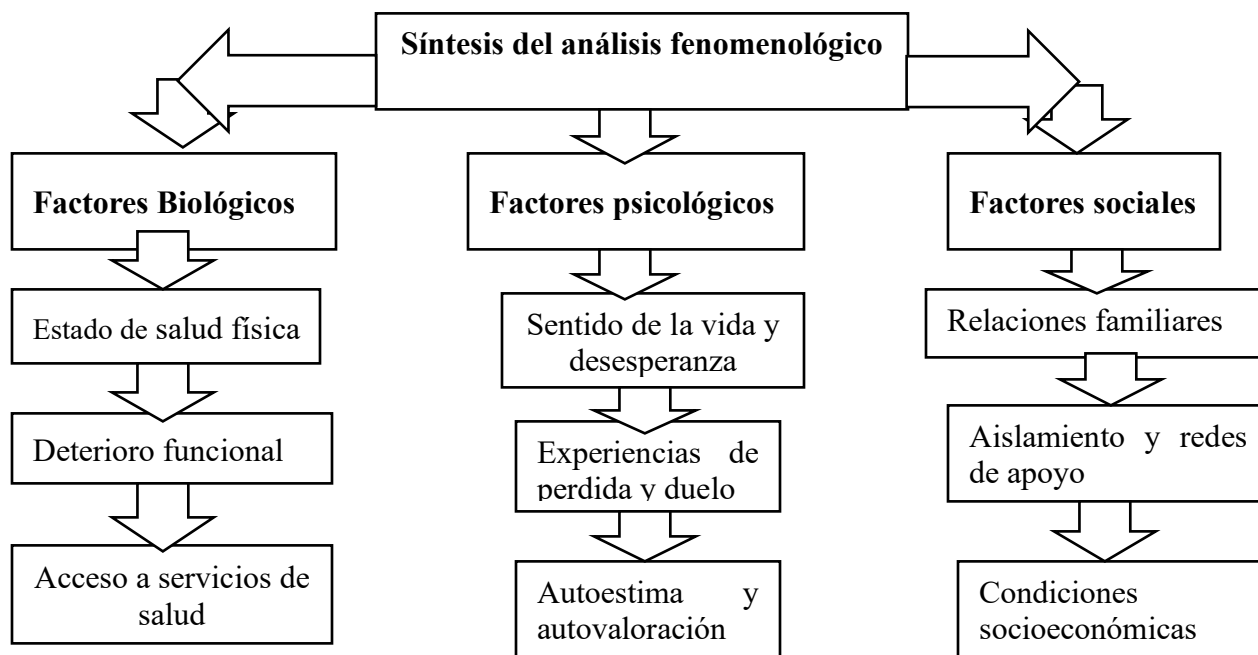 Síntesis del análisis fenomenológico
Factores Biológicos
Factores psicológicos
Factores sociales
Estado de salud física
Sentido de la vida y
desesperanza
Relaciones familiares
Deterioro funcional
Experiencias de
perdida y duelo
Aislamiento y redes
de apoyo
Acceso a servicios de
salud
Autoestima y
autovaloración
Condiciones
socioeconómicas